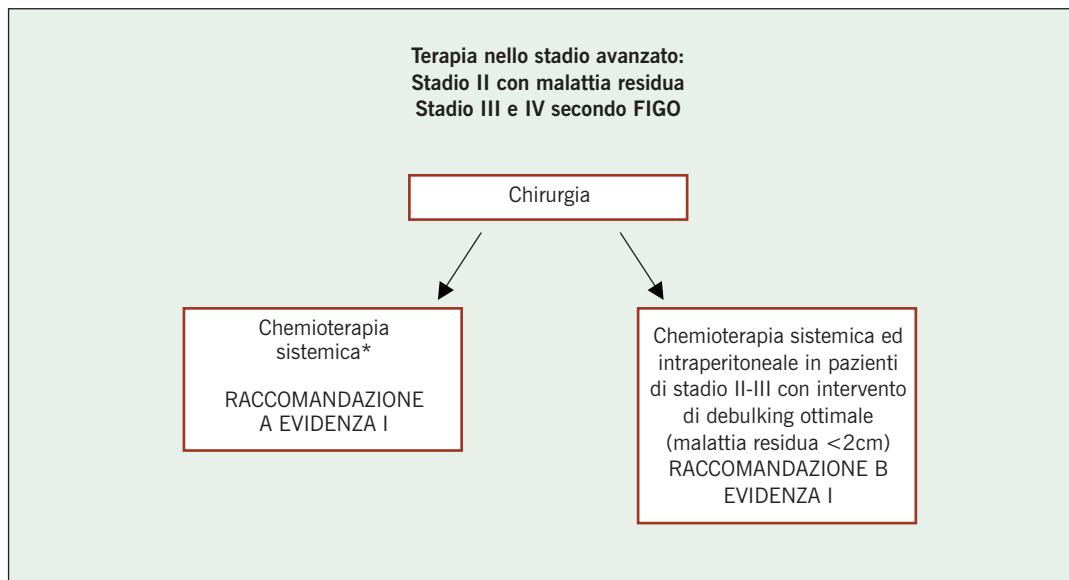 Terapia nello stadio avanzato:
Stadio II con malattia residua
Stadio III e IV secondo FIGO
Chirurgia
Chemioterapia
sistemica*
RACCOMANDAZIONE
A EVIDENZA I
Chemioterapia sistemica ed
intraperitoneale in pazienti
di stadio II-III con intervento
di debulking ottimale
(malattia residua <2cm)
RACCOMANDAZIONE B
EVIDENZA I